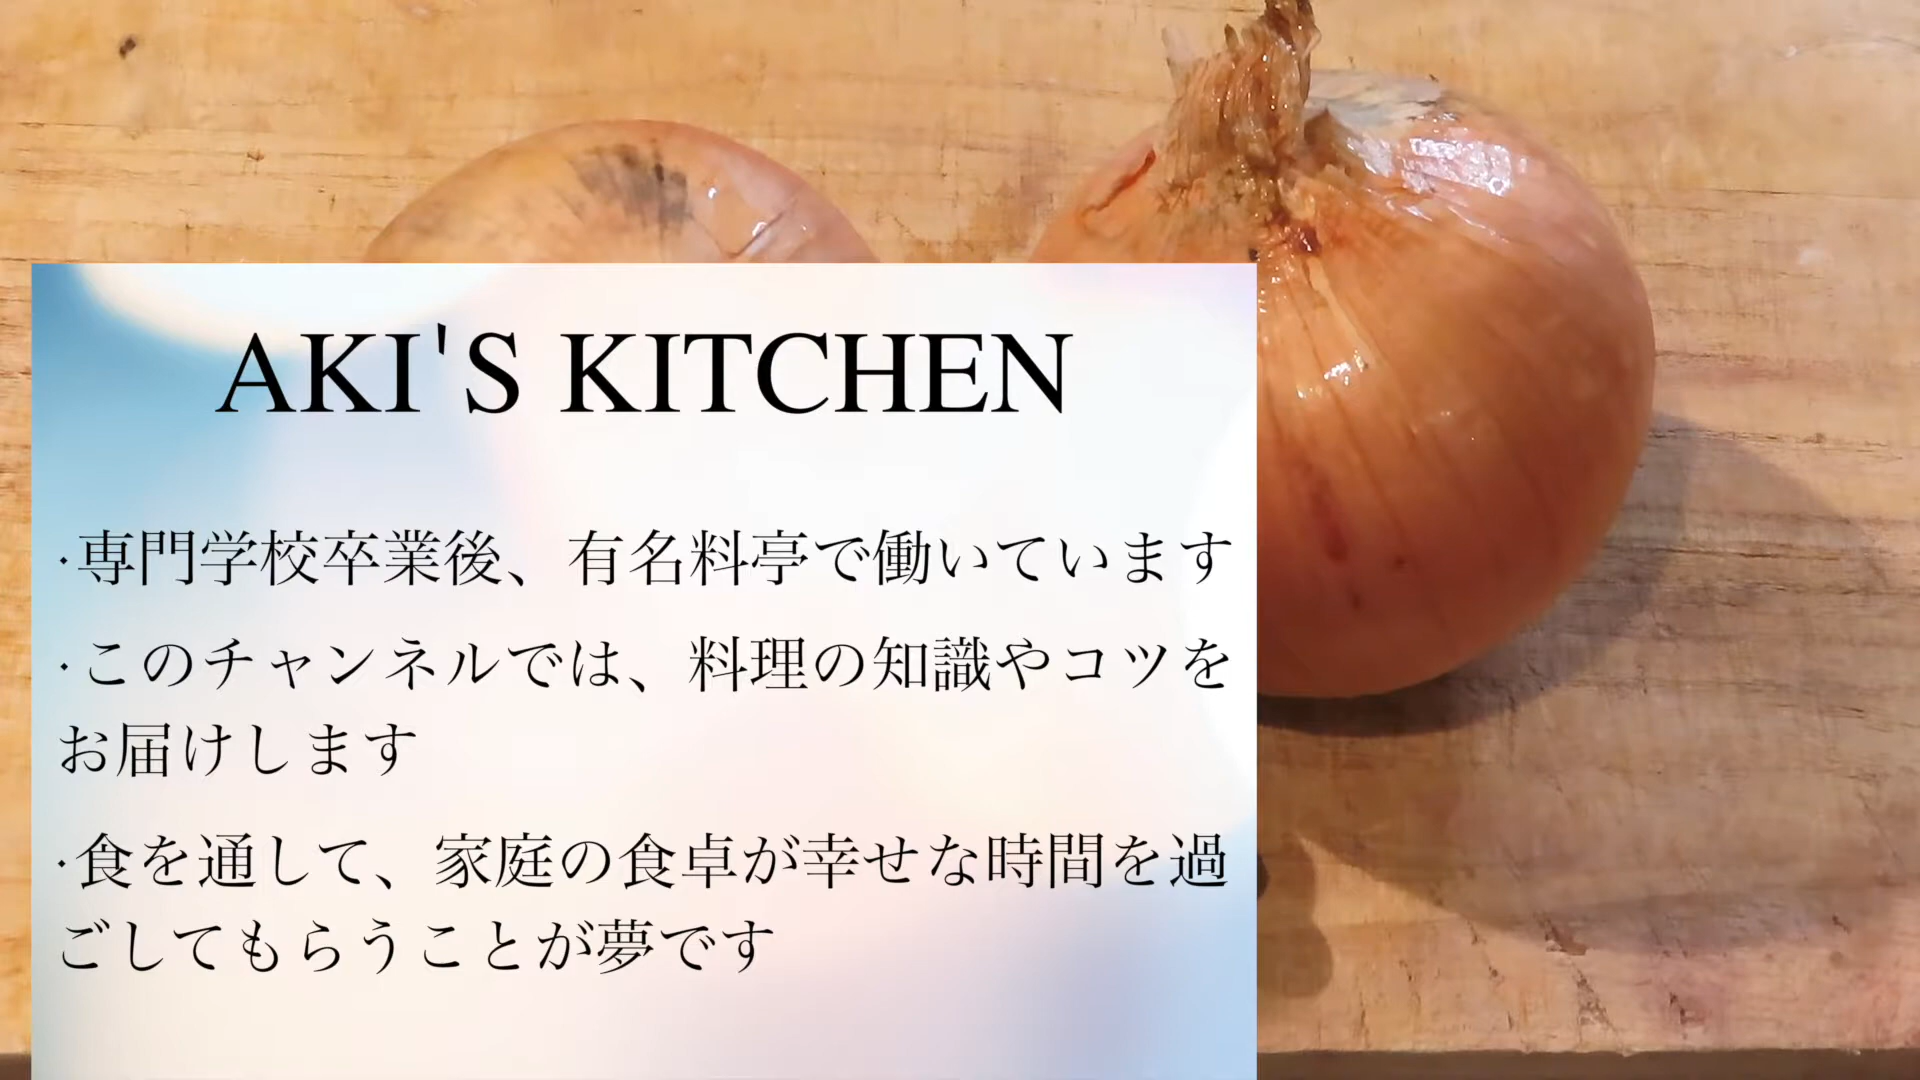 AKI'S KITCHEN
·専門学校卒業後、有名料亭で働いています
·このチャンネルでは、料理の知識やコツを
お届けします
·食を通して、家庭の食卓が幸せな時間を過
ごしてもらうことが夢です